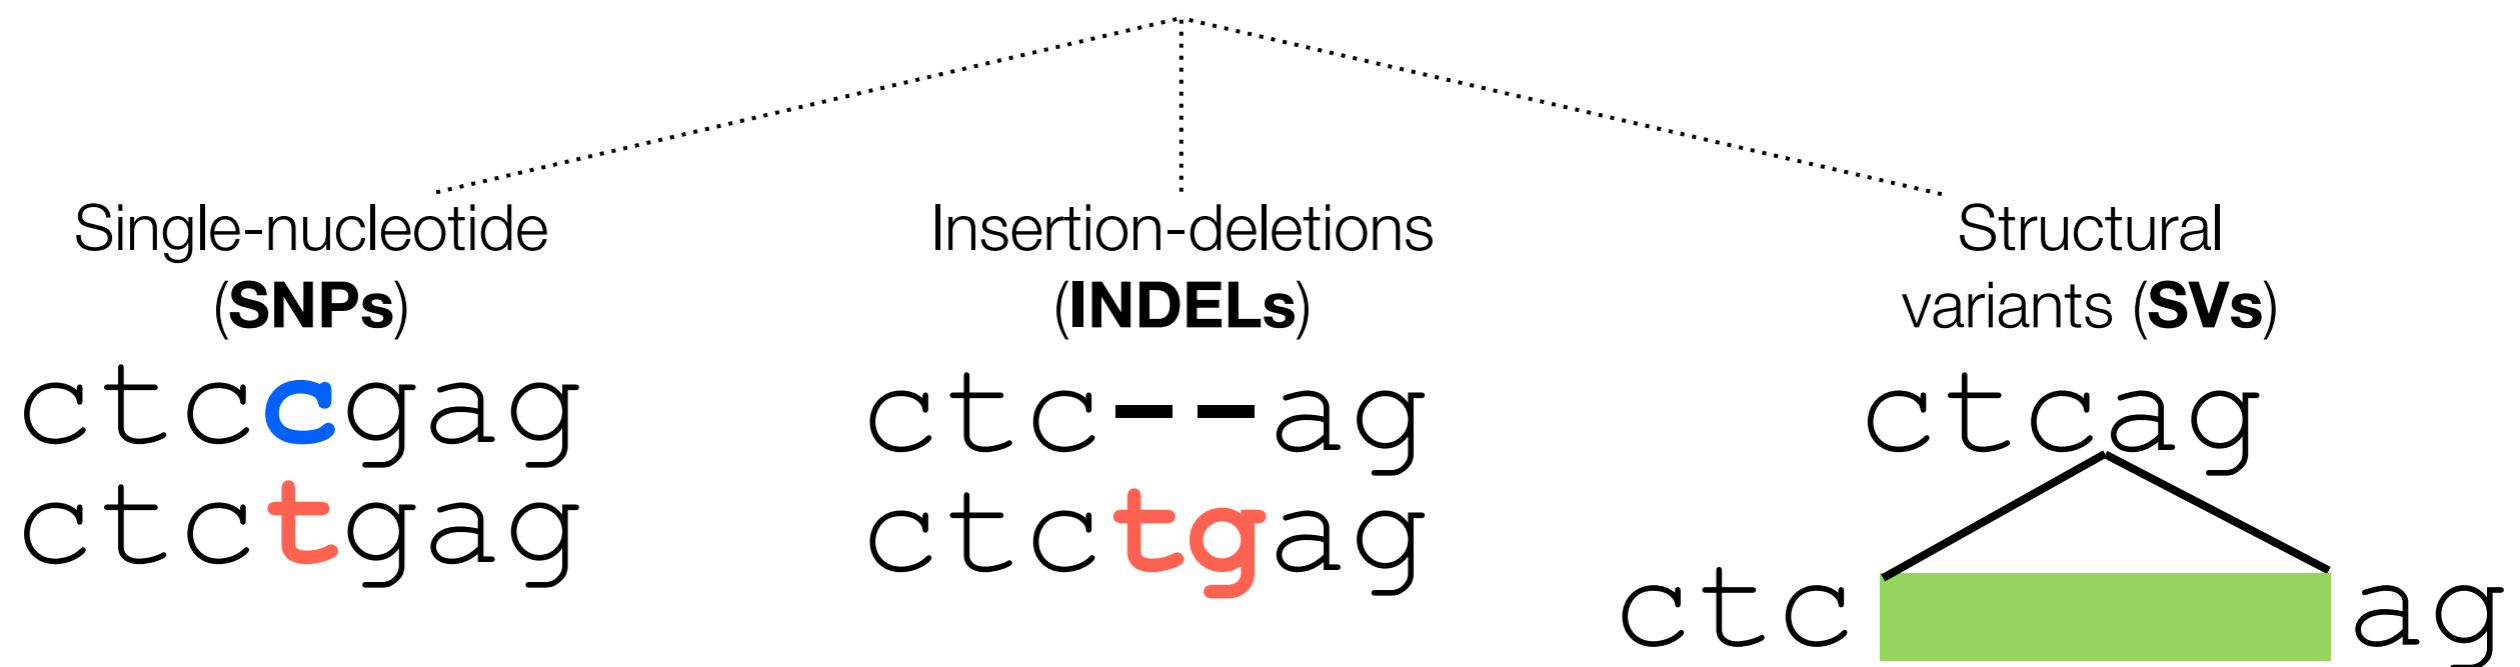 Single-nucleotide
(SNPs)
ctccgag
ctctgag
Insertion-deletions
(INDELs)
ctc--ag
ctctgag
Structural
variants (SVs)
ctcag
ctc ag